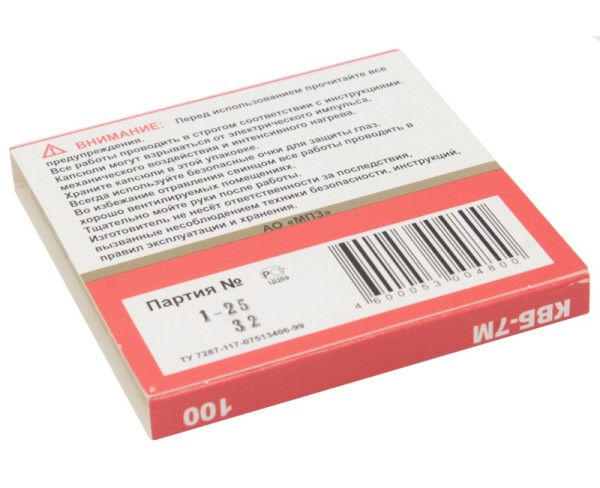 ВНИМАНИЕ: Перед использованием прочитайте все
предупреждения.
Все работы проводить в строгом соответствии с инструкциями.
Капсюли могут взрываться от электрического импульса,
механического воздействия и интенсивного нагрева.
Храните капсюли в этой упаковке.
Всегда используйте безопасные очки для защиты глаз.
Во избежание отравления свинцом все работы проводить в
хорошо вентилируемых помещениях.
Тщательно мойте руки после работы.
Изготовитель не несёт ответственности за последствия,
вызванные несоблюдением техники безопасности, инструкций,
правил эксплуатации и хранения.
АО «МПЗ»
Партия №
1-25
32
ТУ 7287-117-07513406-99
4600053004800
КВБ-7М
100